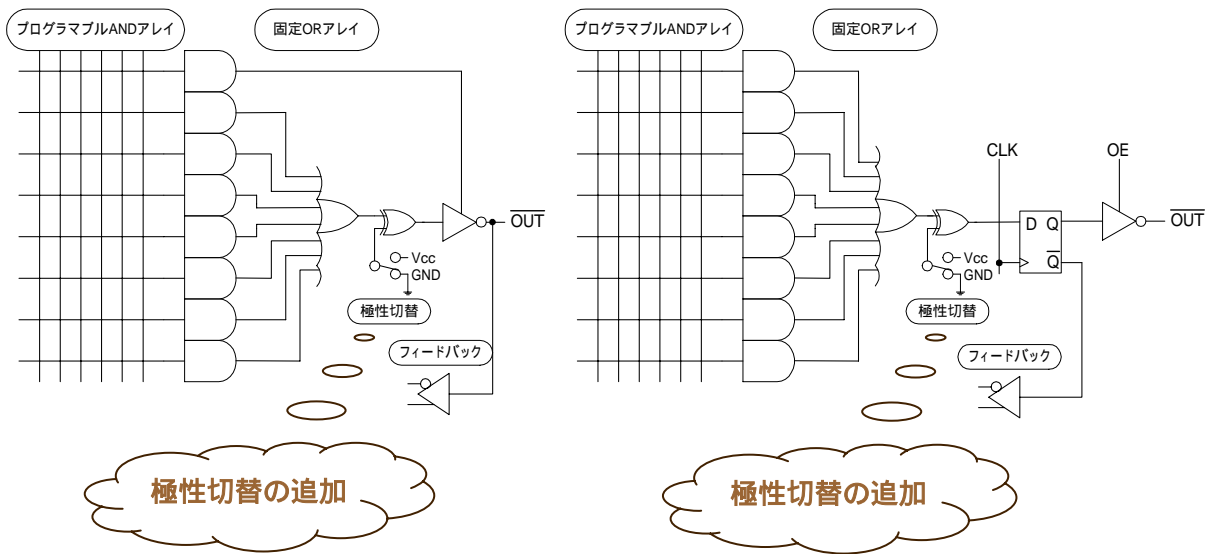 プログラマブルANDアレイ
固定ORアレイ
OUT
Vcc
GND
極性切替
フィードバック
極性切替の追加
プログラマブルANDアレイ
固定ORアレイ
CLK
OE
D Q
Q
OUT
Vcc
GND
極性切替
フィードバック
極性切替の追加